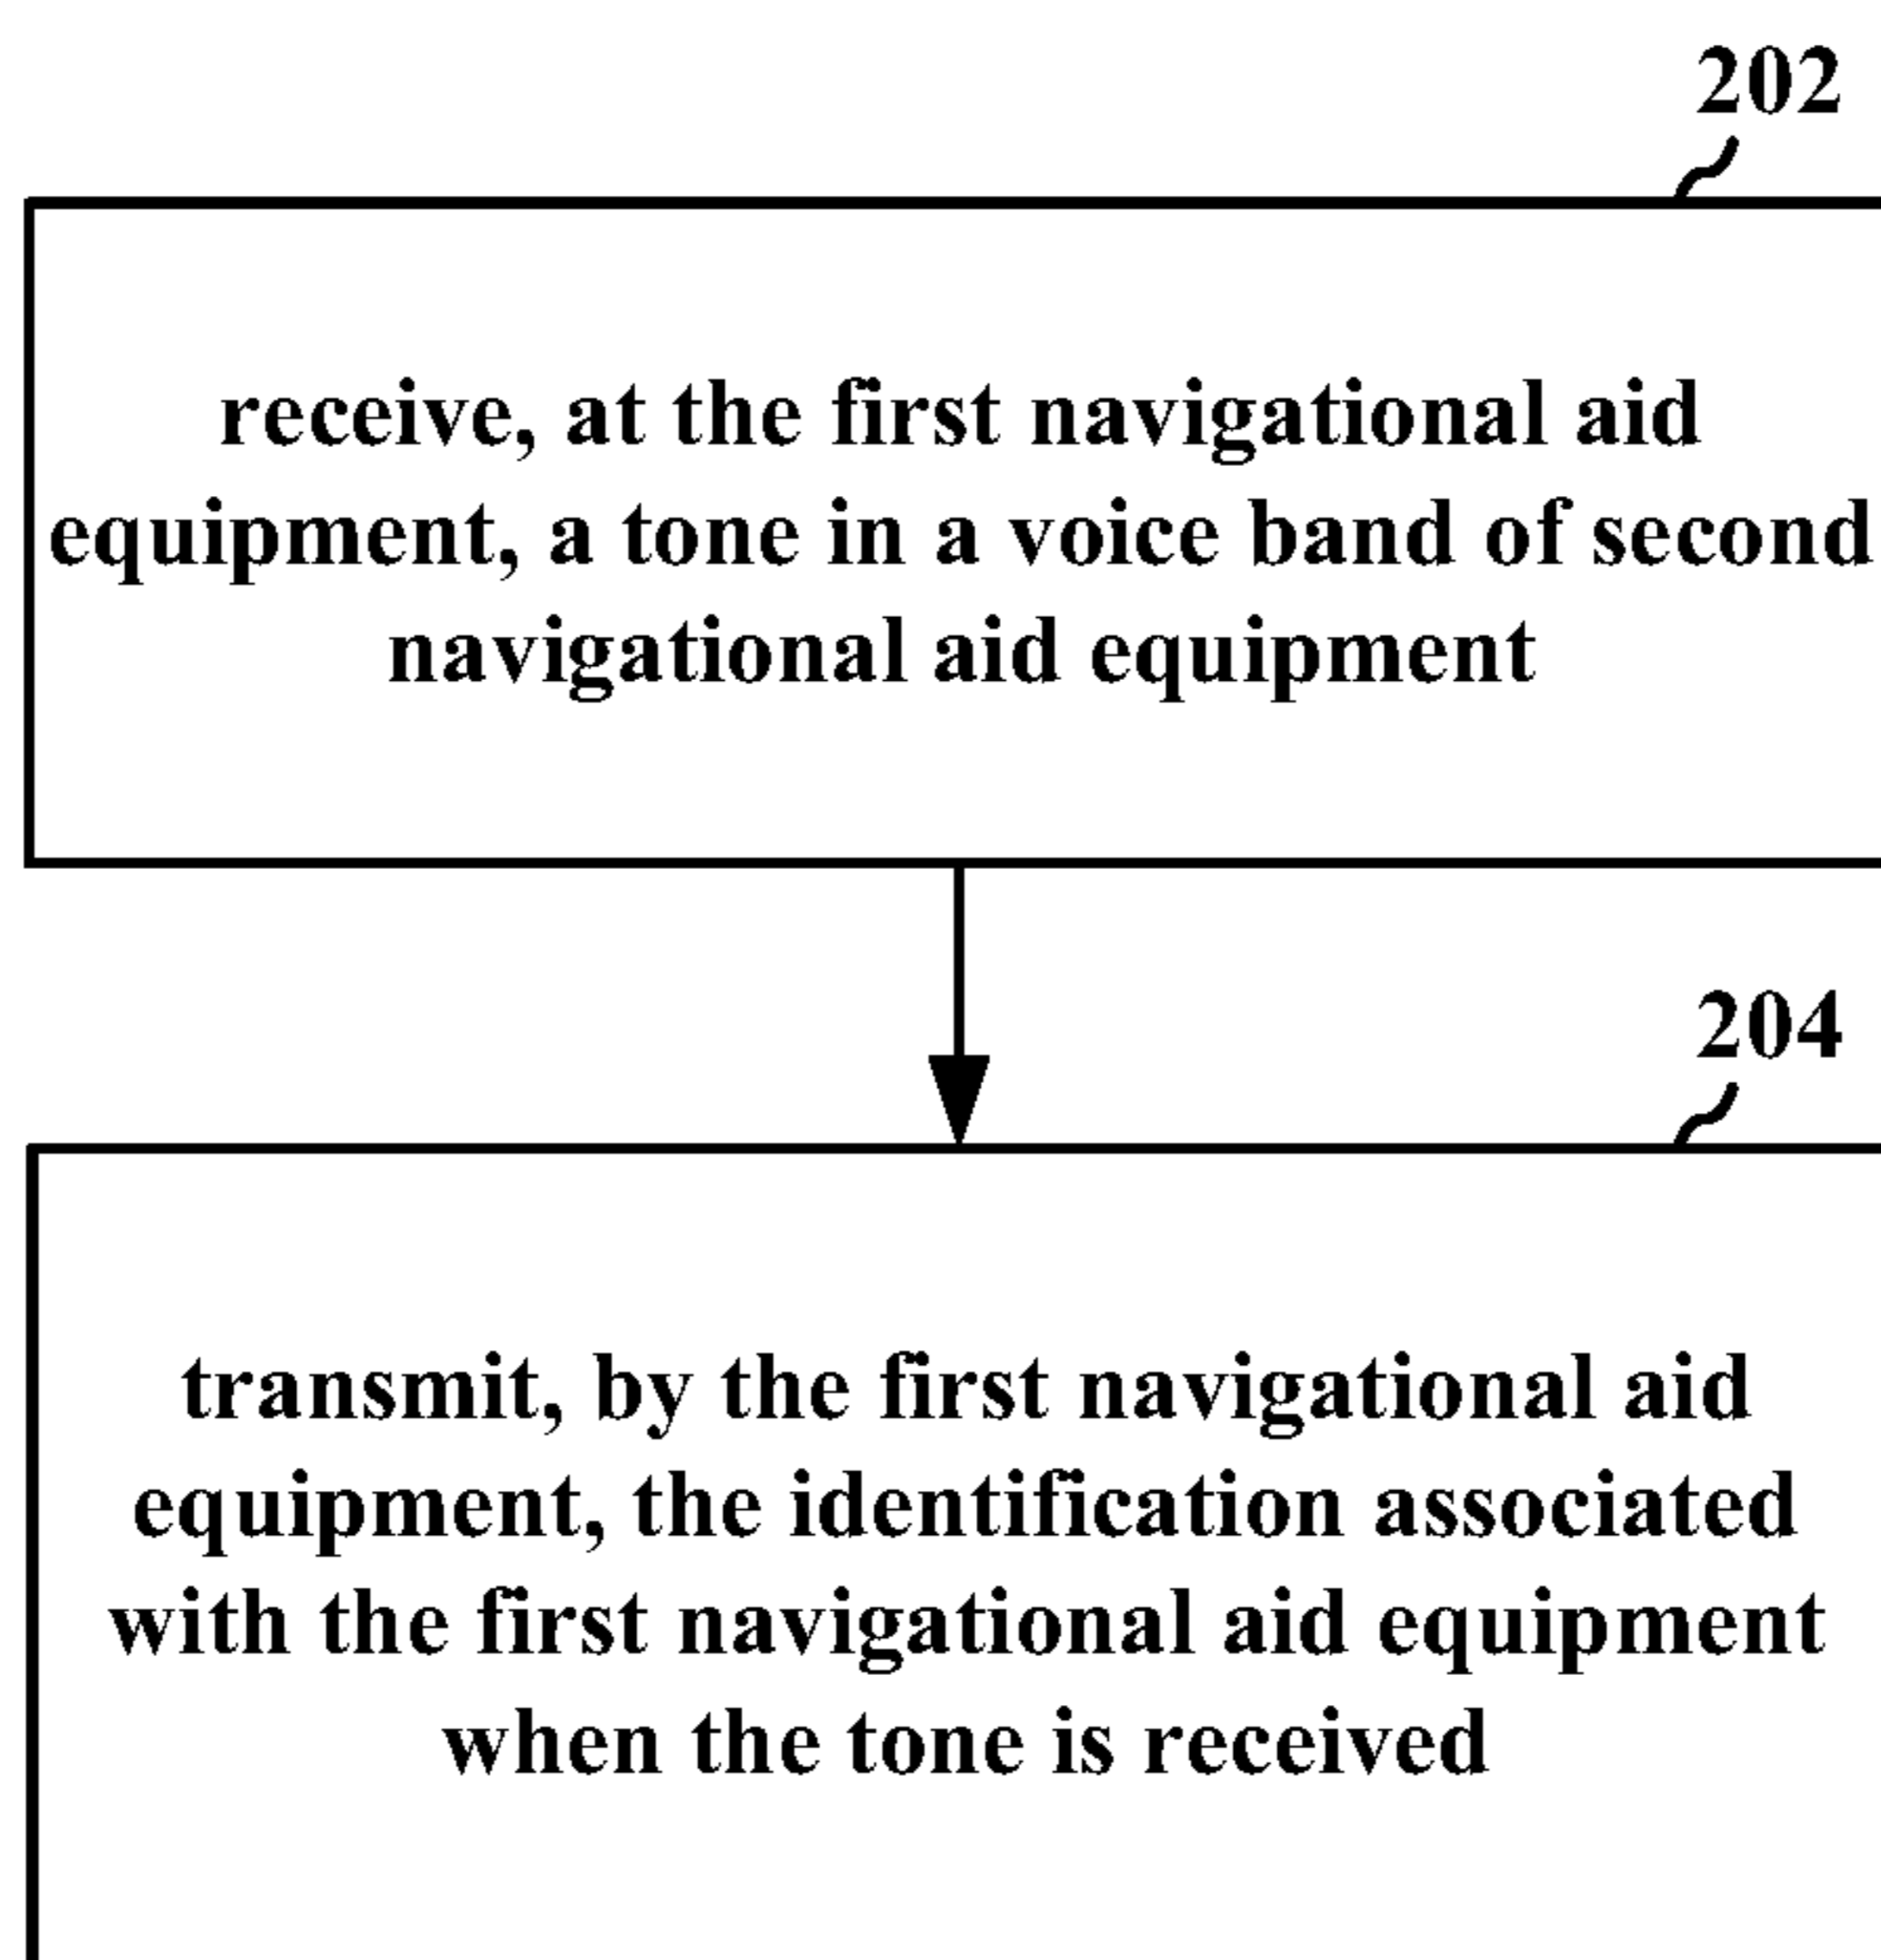 202
receive, at the first navigational aid
equipment, a tone in a voice band of second
navigational aid equipment
204
transmit, by the first navigational aid
equipment, the identification associated
with the first navigational aid equipment
when the tone is received